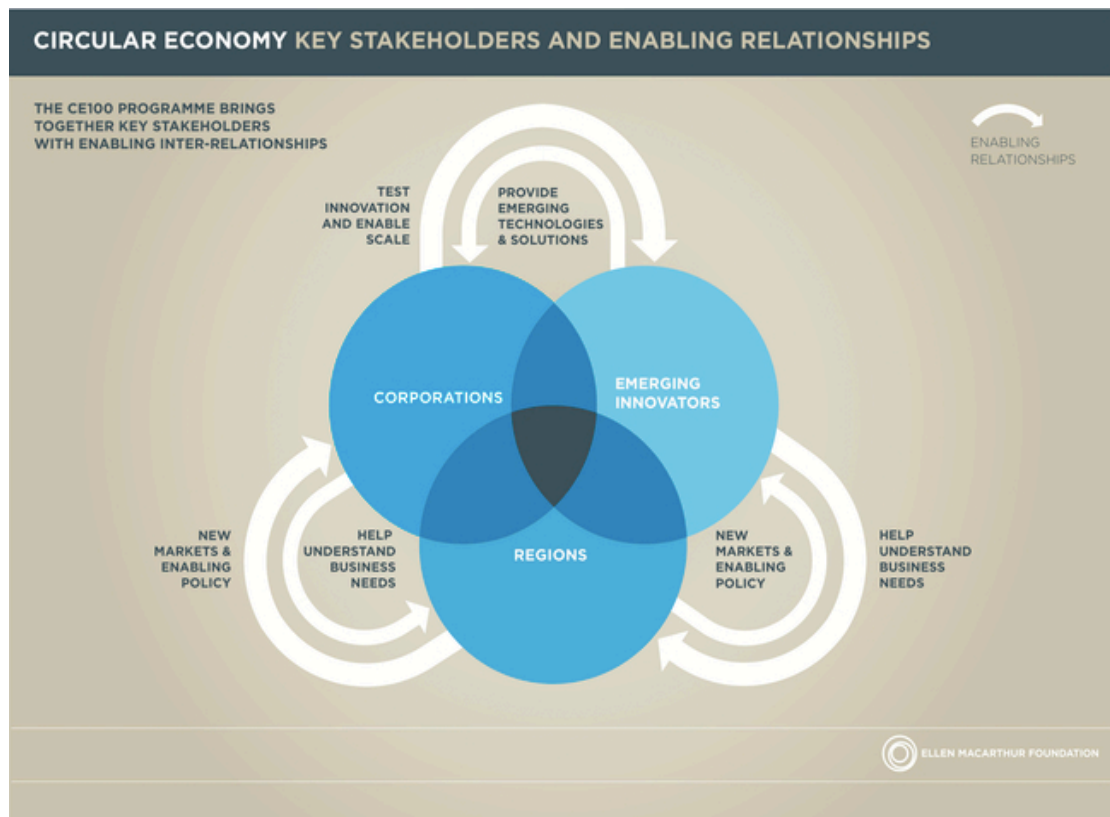 CIRCULAR ECONOMY KEY STAKEHOLDERS AND ENABLING RELATIONSHIPS
THE CE100 PROGRAMME BRINGS
TOGETHER KEY STAKEHOLDERS
WITH ENABLING INTER-RELATIONSHIPS
ENABLING
RELATIONSHIPS
TEST
INNOVATION
AND ENABLE
SCALE
PROVIDE
EMERGING
TECHNOLOGIES
& SOLUTIONS
CORPORATIONS
EMERGING
INNOVATORS
NEW
MARKETS &
ENABLING
POLICY
HELP
UNDERSTAND
BUSINESS
NEEDS
REGIONS
NEW
MARKETS &
ENABLING
POLICY
HELP
UNDERSTAND
BUSINESS
NEEDS
ELLEN MACARTHUR FOUNDATION